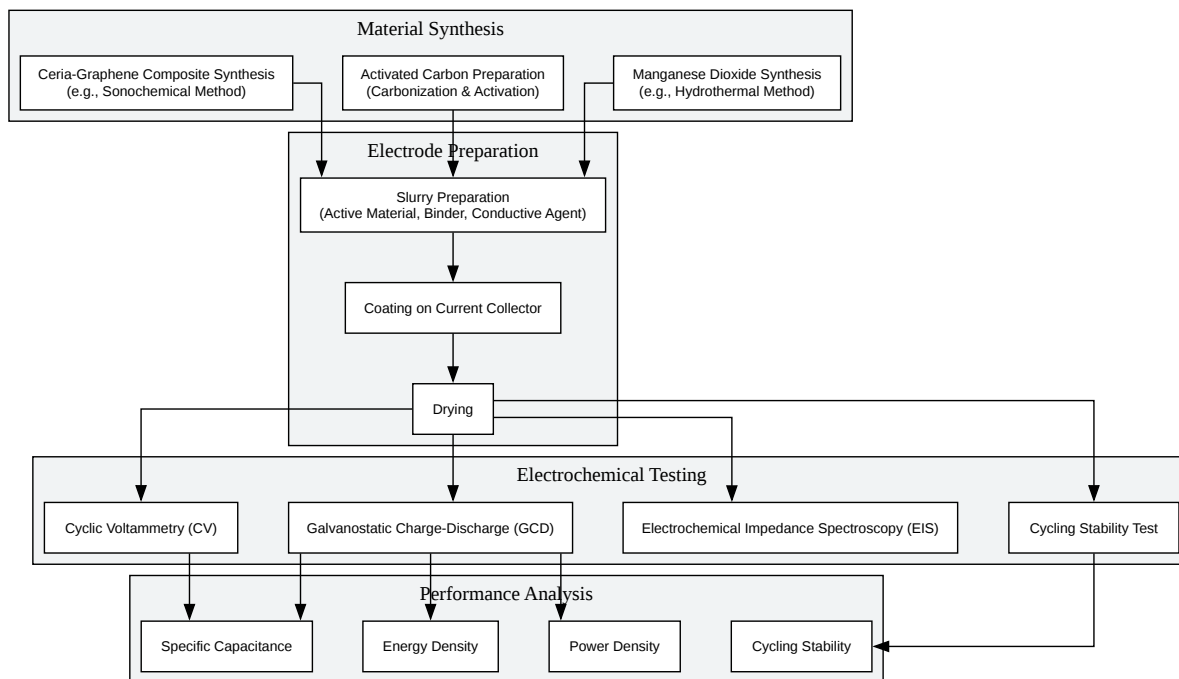 Material Synthesis
Ceria-Graphene Composite Synthesis
(e.g., Sonochemical Method)
Activated Carbon Preparation
(Carbonization & Activation)
Manganese Dioxide Synthesis
(e.g., Hydrothermal Method)
Electrode Preparation
Slurry Preparation
(Active Material, Binder, Conductive Agent)
Coating on Current Collector
Drying
Electrochemical Testing
Cyclic Voltammetry (CV)
Galvanostatic Charge-Discharge (GCD)
Electrochemical Impedance Spectroscopy (EIS)
Cycling Stability Test
Performance Analysis
Specific Capacitance
Energy Density
Power Density
Cycling Stability